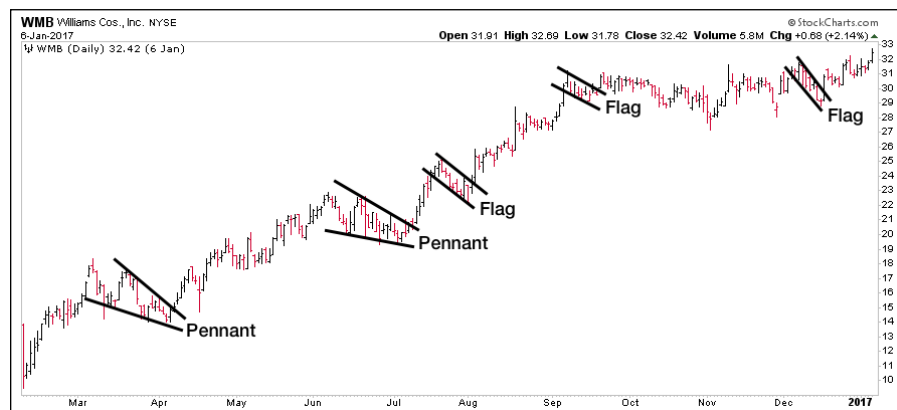 WMB Williams Cos., Inc. NYSE © StockCharts.com
6-Jan-2017 Open 31.91 High 32.69 Low 31.78 Close 32.42 Volume 5.8M Chg +0.68 (+2.14%)
WMB (Daily) 32.42 (6 Jan)
33
32
31
30
29
28
27
26
25
24
23
22
21
20
19
18
17
16
15
14
13
12
11
10
Flag
Flag
Flag
Pennant
Pennant
Mar Apr May Jun Jul Aug Sep Oct Nov Dec 2017